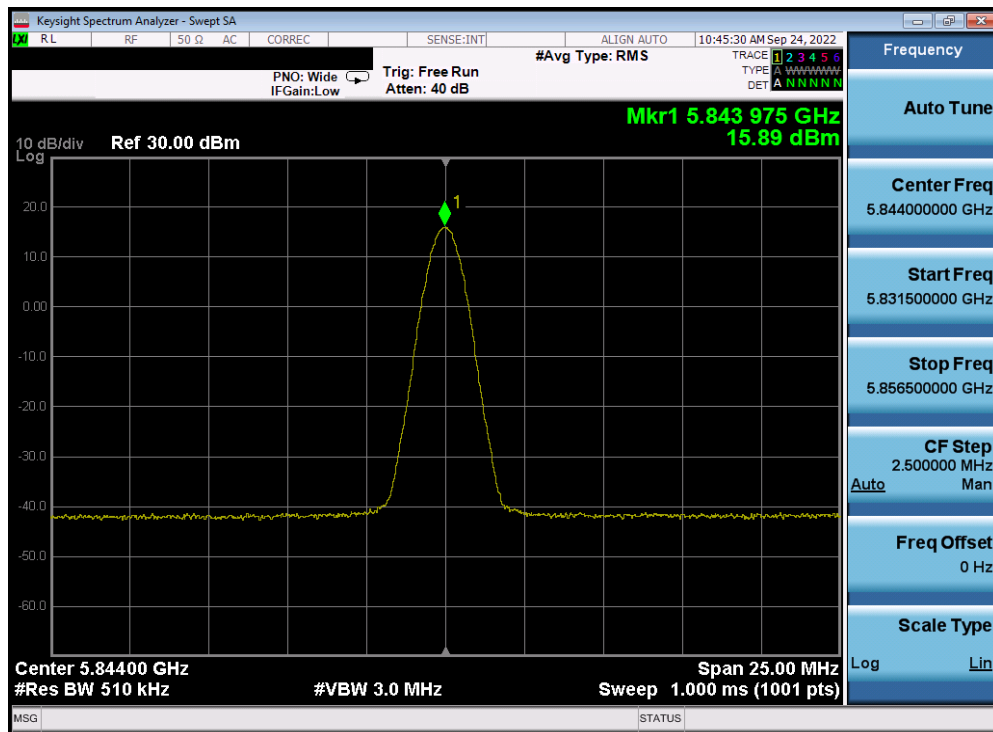 Keysight Spectrum Analyzer - Swept SA
LXI RL RF 50 Ω AC CORREC SENSE:INT ALIGN AUTO 10:45:30 AM Sep 24, 2022
#Avg Type: RMS
TRACE 1 2 3 4 5 6
PNO: Wide Trig: Free Run TYPE A WWWWW
IFGain:Low Atten: 40 dB DET A N N N N N
Mkr1 5.843 975 GHz
15.89 dBm
10 dB/div Ref 30.00 dBm
Log
1
20.0
10.0
0.00
-10.0
-20.0
-30.0
-40.0
-50.0
-60.0
Center 5.84400 GHz Span 25.00 MHz
#Res BW 510 kHz #VBW 3.0 MHz Sweep 1.000 ms (1001 pts)
MSG STATUS
Frequency
Auto Tune
Center Freq
5.844000000 GHz
Start Freq
5.831500000 GHz
Stop Freq
5.856500000 GHz
CF Step
2.500000 MHz
Auto Man
Freq Offset
0 Hz
Scale Type
Log Lin